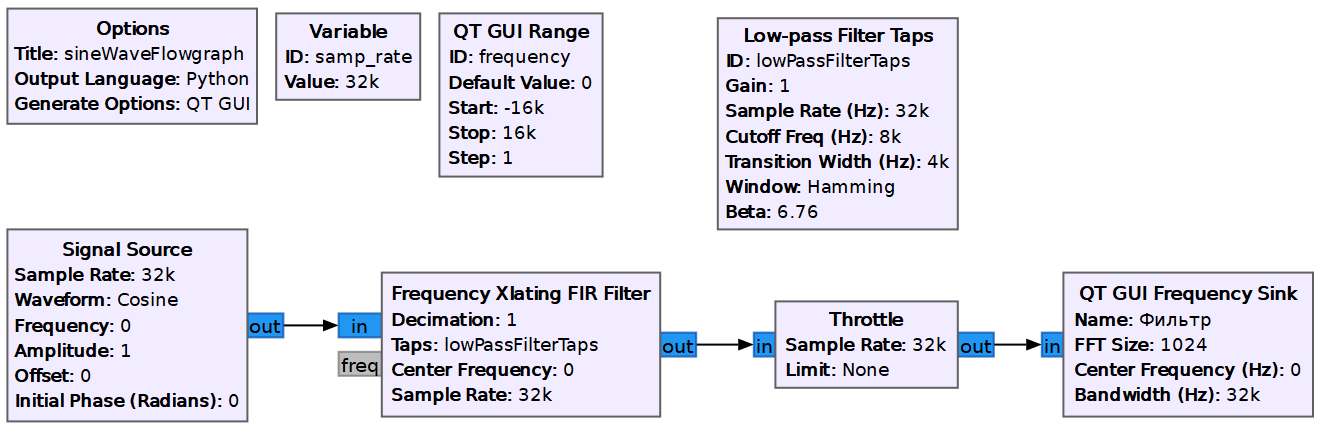 Options
Title: sineWaveFlowgraph
Output Language: Python
Generate Options: QT GUI
Variable
ID: samp_rate
Value: 32k
QT GUI Range
ID: frequency
Default Value: 0
Start: -16k
Stop: 16k
Step: 1
Low-pass Filter Taps
ID: lowPassFilterTaps
Gain: 1
Sample Rate (Hz): 32k
Cutoff Freq (Hz): 8k
Transition Width (Hz): 4k
Window: Hamming
Beta: 6.76
Signal Source
Sample Rate: 32k
Waveform: Cosine
Frequency: 0
Amplitude: 1
Offset: 0
Initial Phase (Radians): 0
out
in
freq
Frequency Xlating FIR Filter
Decimation: 1
Taps: lowPassFilterTaps
Center Frequency: 0
Sample Rate: 32k
out
in
Throttle
Sample Rate: 32k
Limit: None
out
in
QT GUI Frequency Sink
Name: Фильтр
FFT Size: 1024
Center Frequency (Hz): 0
Bandwidth (Hz): 32k